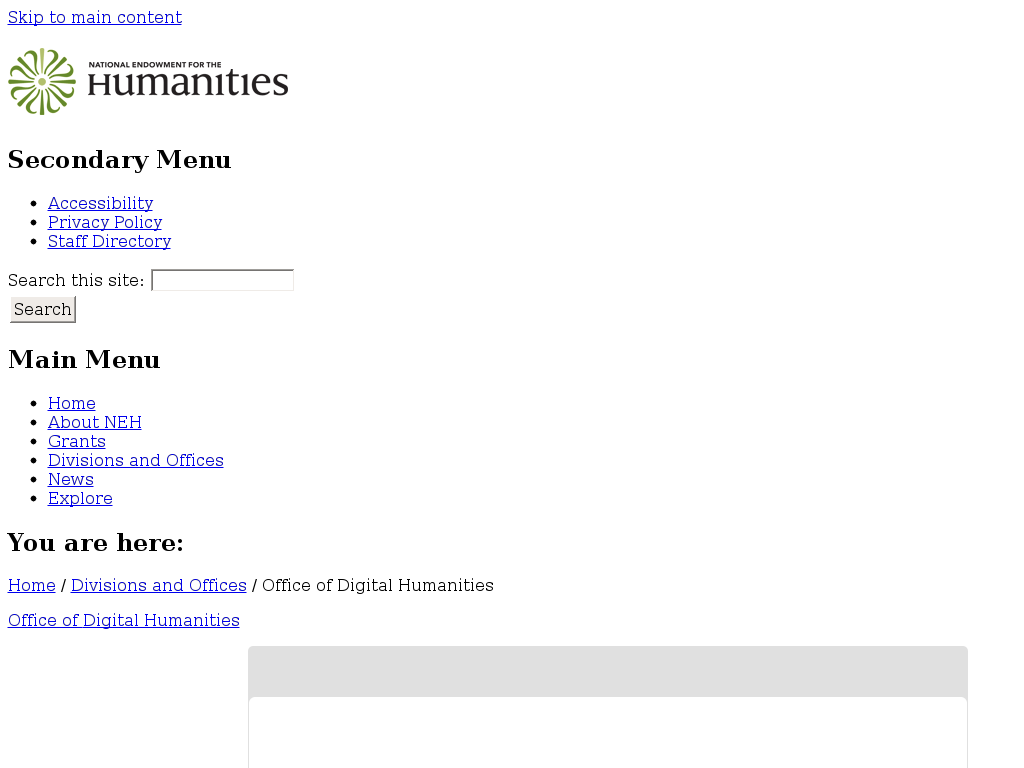 Skip to main content
NATIONAL ENDOWMENT FOR THE
Humanities
Secondary Menu
Accessibility
Privacy Policy
Staff Directory
Search this site:
Search
Main Menu
Home
About NEH
Grants
Divisions and Offices
News
Explore
You are here:
Home / Divisions and Offices / Office of Digital Humanities
Office of Digital Humanities